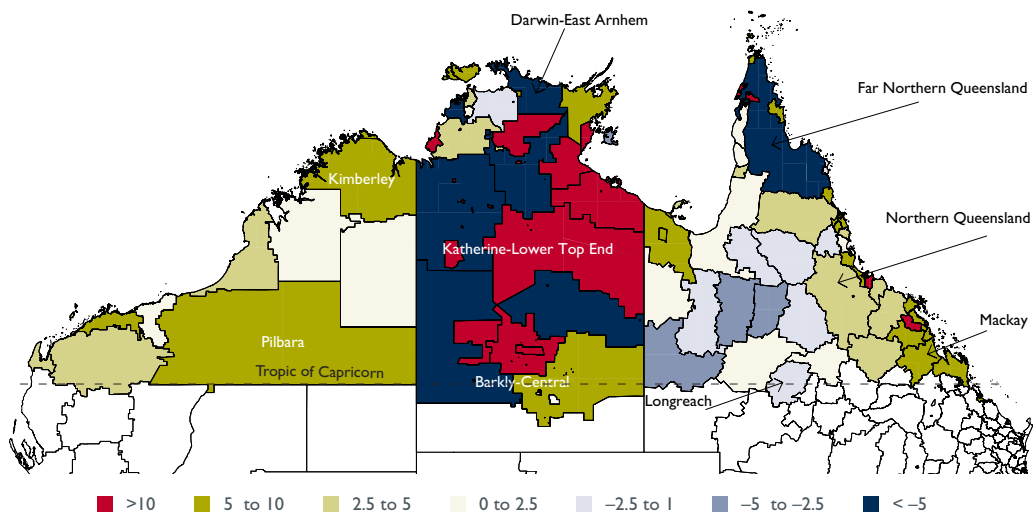 Darwin-East Arnhem
Far Northern Queensland
Kimberley
Northern Queensland
Katherine-Lower Top End
Mackay
Pilbara
Tropic of Capricorn
Barkly-Central
Longreach
>10
5 to 10
2.5 to 5
0 to 2.5
–2.5 to 1
–5 to –2.5
< –5